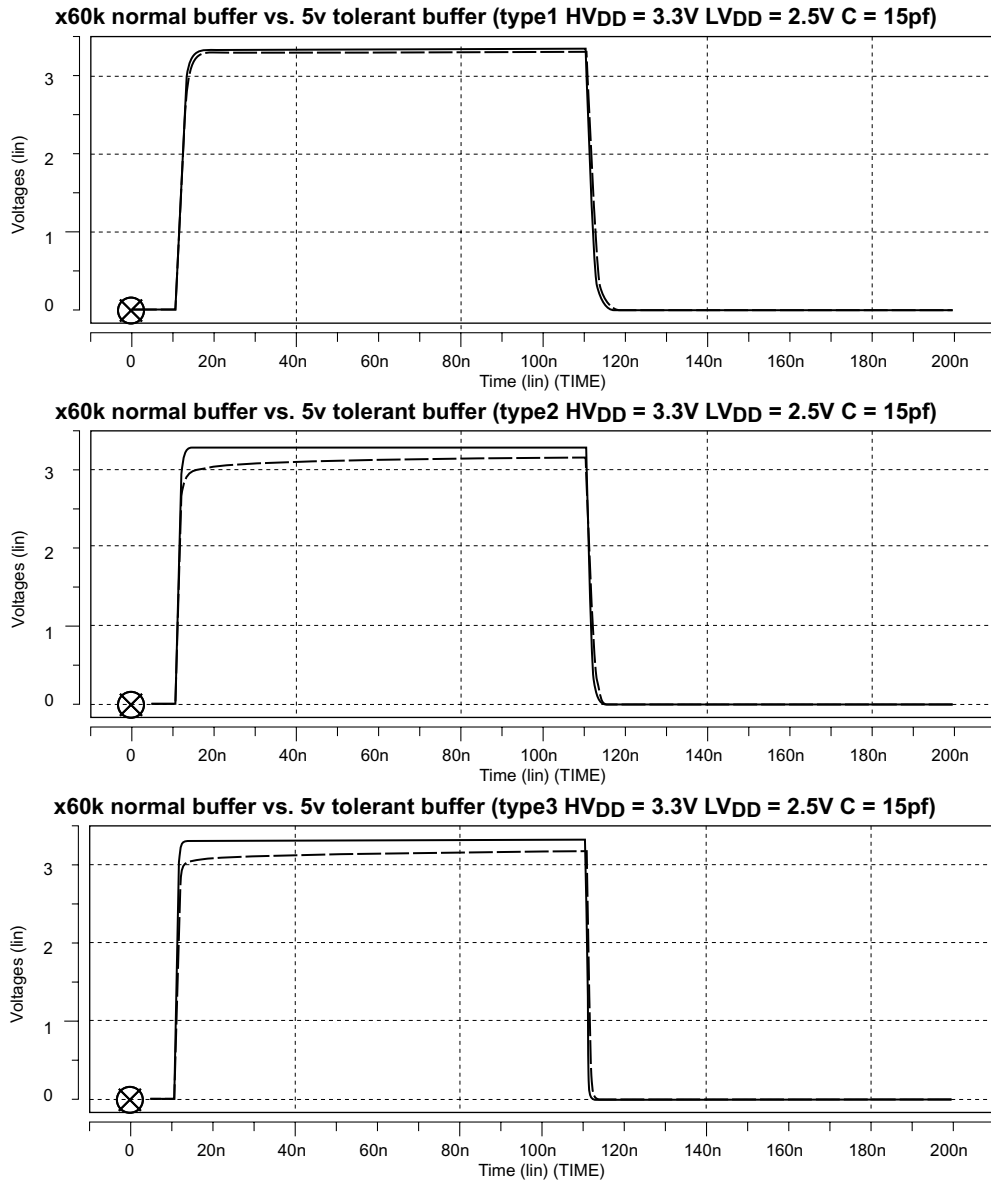 x60k normal buffer vs. 5v tolerant buffer (type1 HVDD = 3.3V LVDD = 2.5V C = 15pf)
Voltages (lin)
3
2
1
0
0 20n 40n 60n 80n 100n 120n 140n 160n 180n 200n
Time (lin) (TIME)
x60k normal buffer vs. 5v tolerant buffer (type2 HVDD = 3.3V LVDD = 2.5V C = 15pf)
Voltages (lin)
3
2
1
0
0 20n 40n 60n 80n 100n 120n 140n 160n 180n 200n
Time (lin) (TIME)
x60k normal buffer vs. 5v tolerant buffer (type3 HVDD = 3.3V LVDD = 2.5V C = 15pf)
Voltages (lin)
3
2
1
0
0 20n 40n 60n 80n 100n 120n 140n 160n 180n 200n
Time (lin) (TIME)